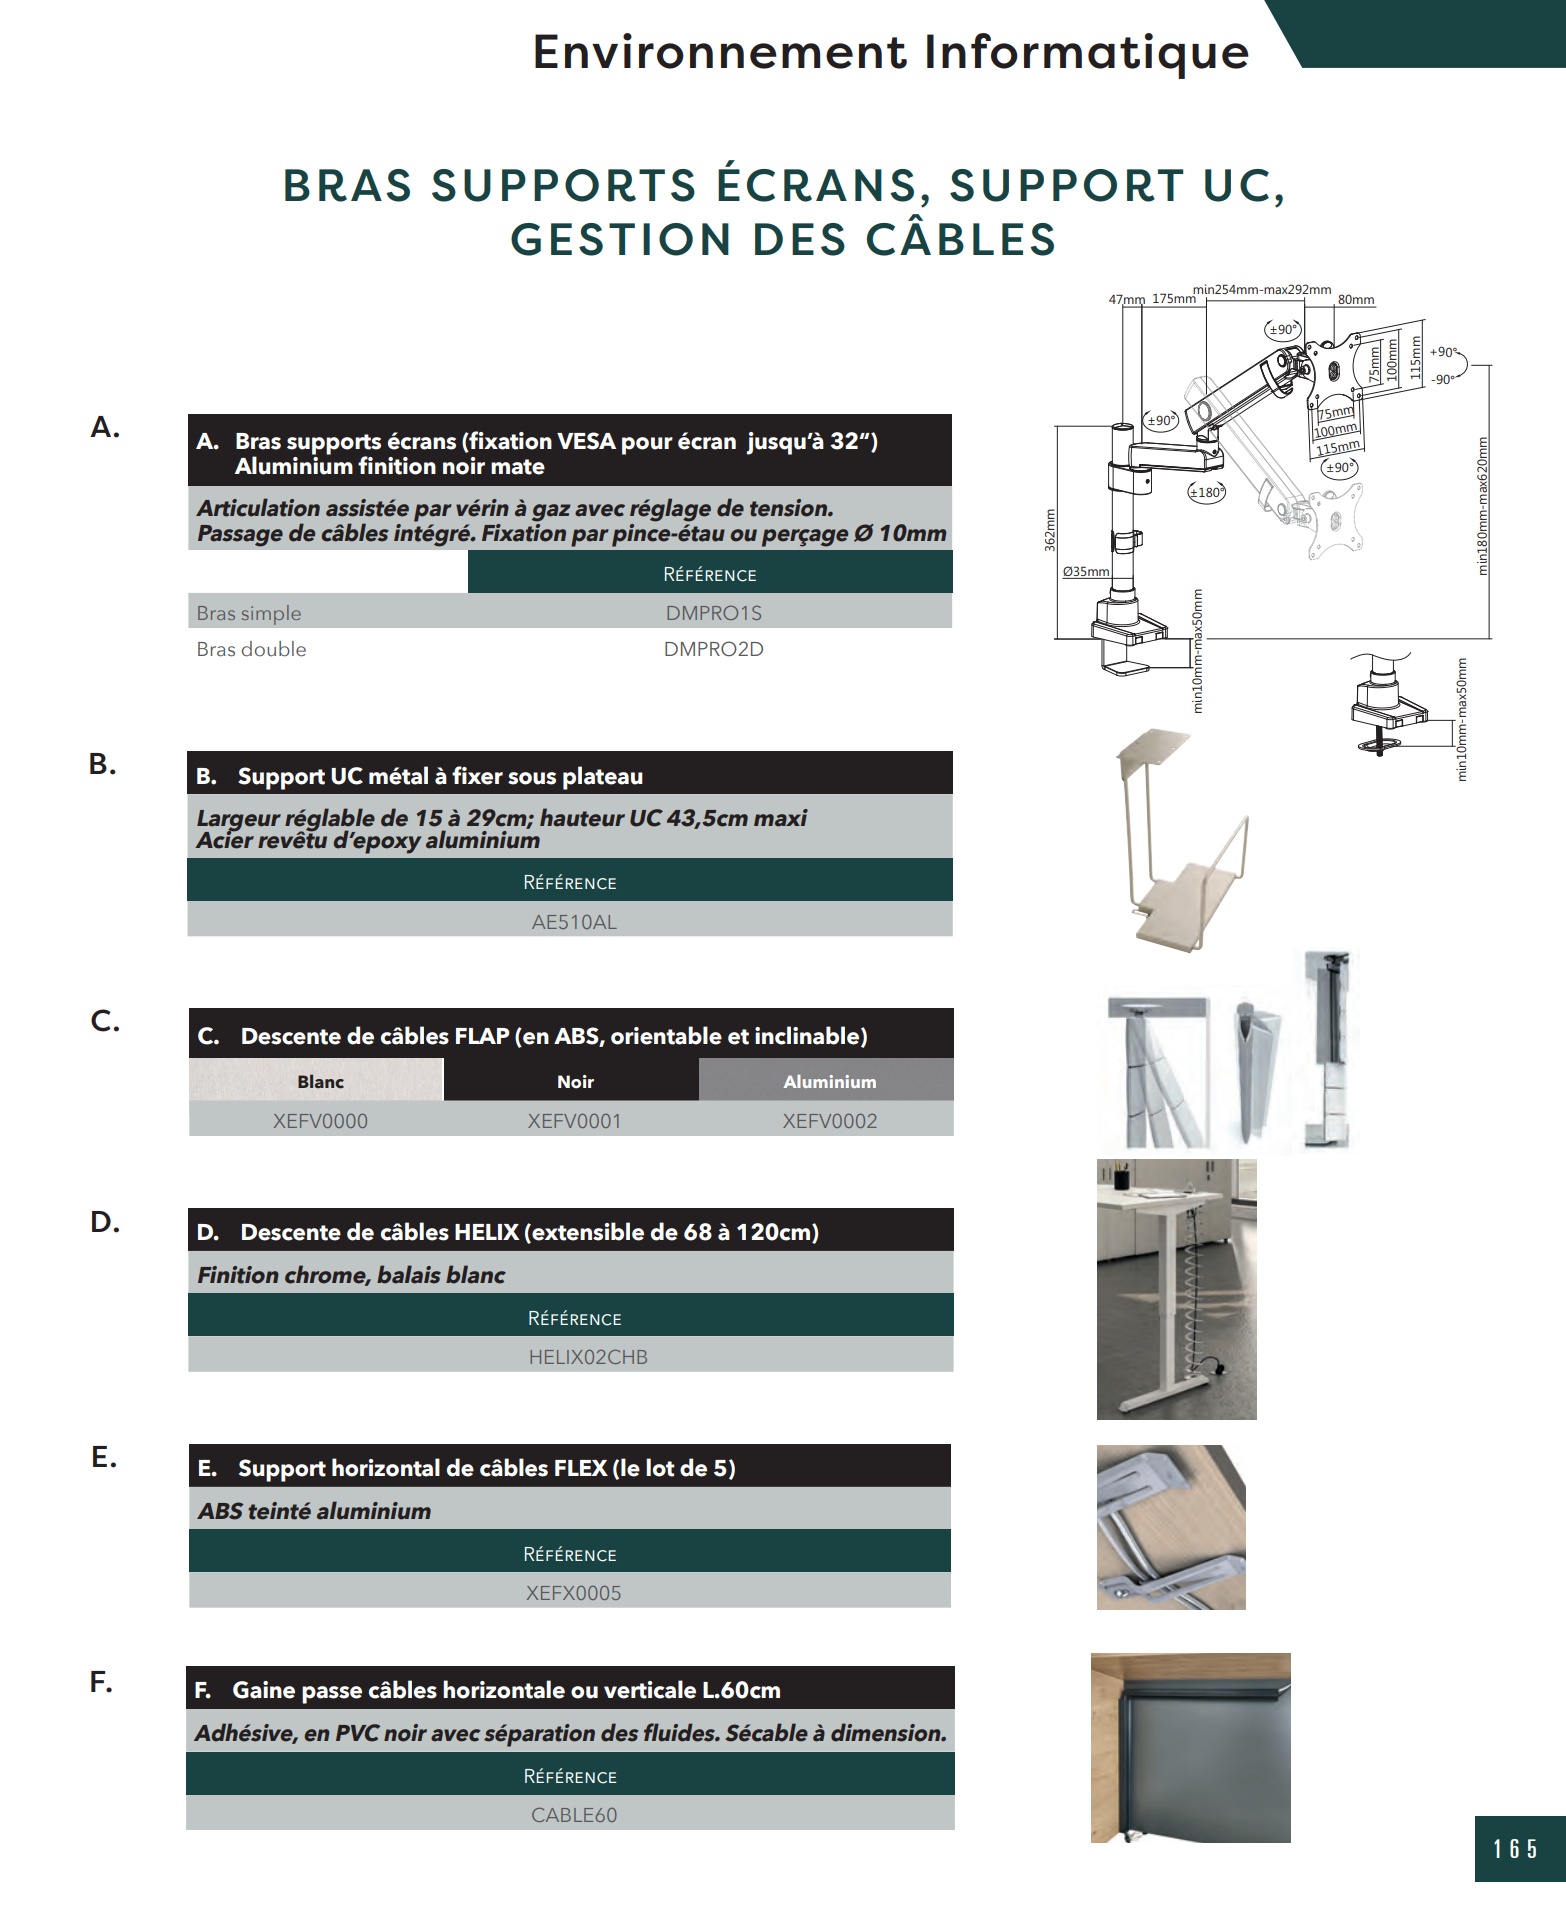 Environnement Informatique
BRAS SUPPORTS ÉCRANS, SUPPORT UC,
GESTION DES CÂBLES
A.
A. Bras supports écrans (fixation VESA pour écran jusqu’à 32“)
Aluminium finition noir mate
Articulation assistée par vérin à gaz avec réglage de tension.
Passage de câbles intégré. Fixation par pince-étau ou perçage Ø 10mm
RÉFÉRENCE
Bras simple DMPRO1S
Bras double DMPRO2D
min254mm-max292mm
47mm 175mm 80mm
±90°
75mm
100mm
115mm
+90°
-90°
75mm
100mm
115mm
±90°
±90°
±180°
362mm
Ø35mm
min180mm-max620mm
min10mm-max50mm
min10mm-max50mm
B.
B. Support UC métal à fixer sous plateau
Largeur réglable de 15 à 29cm; hauteur UC 43,5cm maxi
Acier revêtu d’epoxy aluminium
RÉFÉRENCE
AE510AL
C.
C. Descente de câbles FLAP (en ABS, orientable et inclinable)
Blanc Noir Aluminium
XEFV0000 XEFV0001 XEFV0002
D.
D. Descente de câbles HELIX (extensible de 68 à 120cm)
Finition chrome, balais blanc
RÉFÉRENCE
HELIX02CHB
E.
E. Support horizontal de câbles FLEX (le lot de 5)
ABS teinté aluminium
RÉFÉRENCE
XEFX0005
F.
F. Gaine passe câbles horizontale ou verticale L.60cm
Adhésive, en PVC noir avec séparation des fluides. Sécable à dimension.
RÉFÉRENCE
CABLE60
165